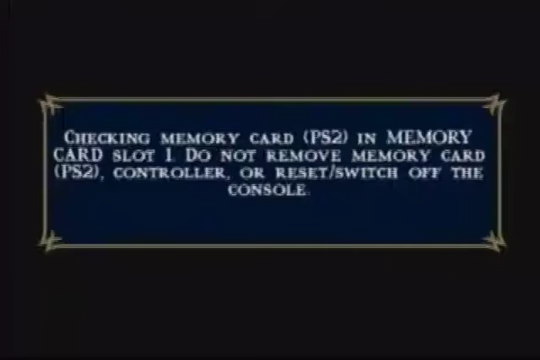 Checking memory card (PS2) in MEMORY
CARD slot 1. Do not remove memory card
(PS2), controller, or reset/switch off the
console.